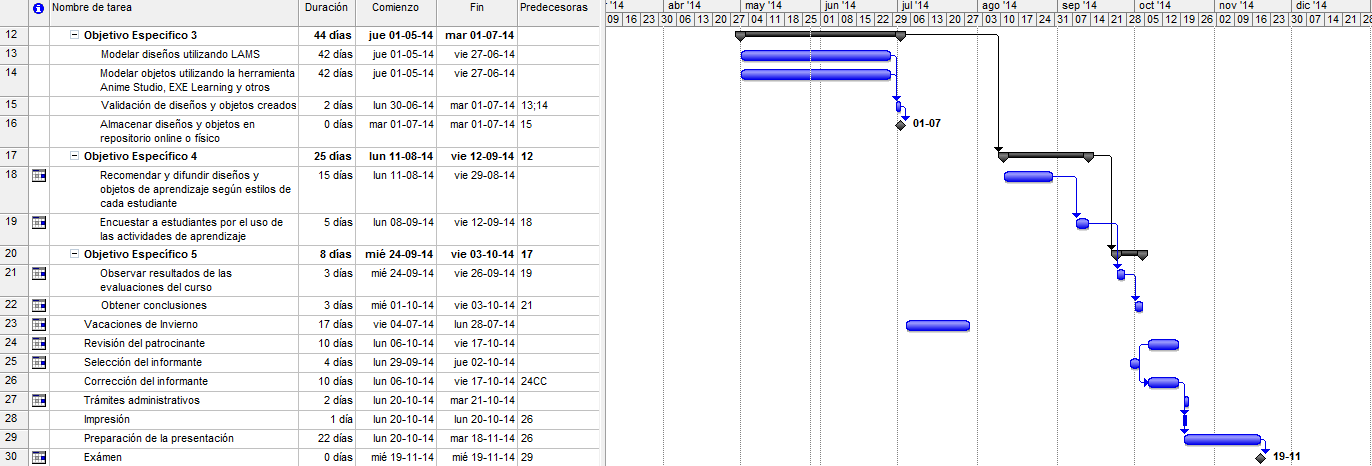 Nombre de tarea Duración Comienzo Fin Predecesoras
'14 abr '14 may '14 jun '14 jul '14 ago '14 sep '14 oct '14 nov '14 dic '14
09 16 23 30 06 13 20 27 04 11 18 25 01 08 15 22 29 06 13 20 27 03 10 17 24 31 07 14 21 28 05 12 19 26 02 09 16 23 30 07 14 21 28
12 Objetivo Especifico 3 44 días jue 01-05-14 mar 01-07-14
13 Modelar diseños utilizando LAMS 42 días jue 01-05-14 vie 27-06-14
14 Modelar objetos utilizando la herramienta 42 días jue 01-05-14 vie 27-06-14
Anime Studio, EXE Learning y otros
15 Validación de diseños y objetos creados 2 días lun 30-06-14 mar 01-07-14 13;14
16 Almacenar diseños y objetos en 0 días mar 01-07-14 mar 01-07-14 15
repositorio online o físico
01-07
17 Objetivo Específico 4 25 días lun 11-08-14 vie 12-09-14 12
18 Recomendar y difundir diseños y 15 días lun 11-08-14 vie 29-08-14
objetos de aprendizaje según estilos de
cada estudiante
19 Encuestar a estudiantes por el uso de 5 días lun 08-09-14 vie 12-09-14 18
las actividades de aprendizaje
20 Objetivo Específico 5 8 días mié 24-09-14 vie 03-10-14 17
21 Observar resultados de las 3 días mié 24-09-14 vie 26-09-14 19
evaluaciones del curso
22 Obtener conclusiones 3 días mié 01-10-14 vie 03-10-14 21
23 Vacaciones de Invierno 17 días vie 04-07-14 lun 28-07-14
24 Revisión del patrocinante 10 días lun 06-10-14 vie 17-10-14
25 Selección del informante 4 días lun 29-09-14 jue 02-10-14
26 Corrección del informante 10 días lun 06-10-14 vie 17-10-14 24CC
27 Trámites administrativos 2 días lun 20-10-14 mar 21-10-14
28 Impresión 1 día lun 20-10-14 lun 20-10-14 26
29 Preparación de la presentación 22 días lun 20-10-14 mar 18-11-14 26
30 Exámen 0 días mié 19-11-14 mié 19-11-14 29
19-11